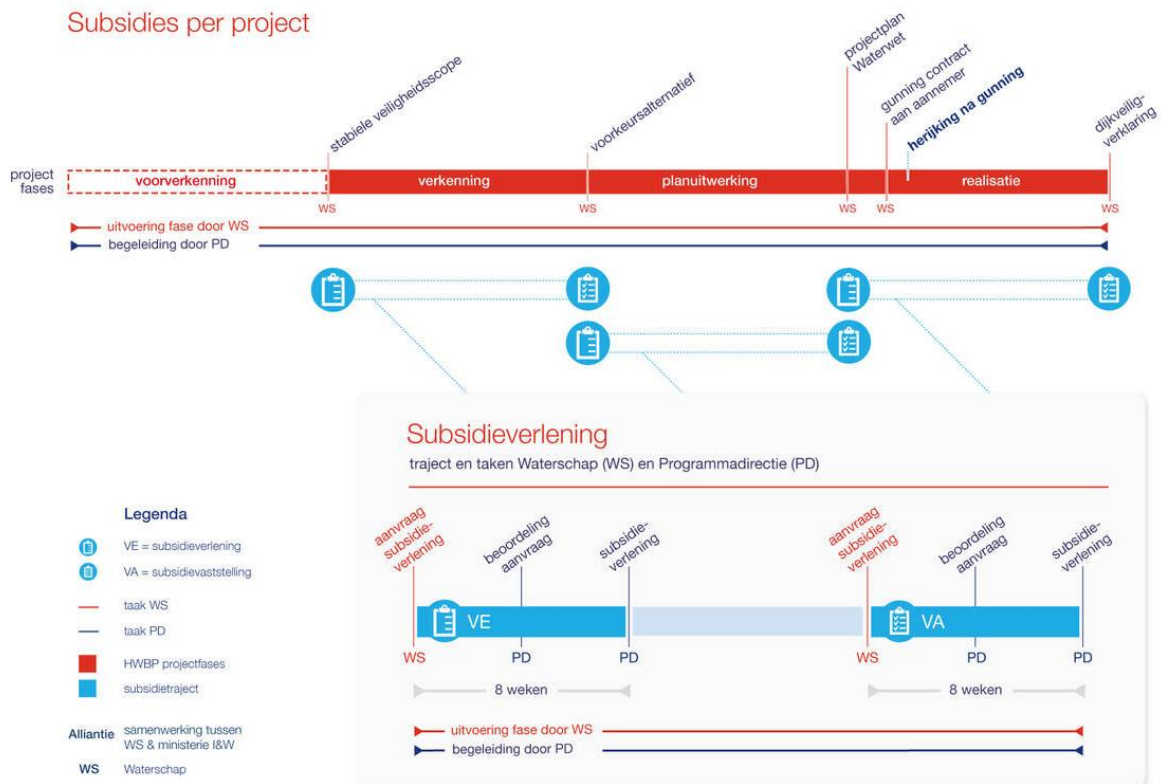 Subsidies per project
stabiele veiligheidsscope
voorkeursalternatief
projectplan
Waterwet
gunning contract
aan aannemer
herijking na gunning
dijkveilig-
verklaring
project
fases
voorverkenning
verkenning
planuitwerking
realisatie
WS
WS
WS
WS
WS
uitvoering fase door WS
begeleiding door PD
Subsidieverlening
traject en taken Waterschap (WS) en Programmadirectie (PD)
aanvraag
subsidie-
verlening
beoordeling
aanvraag
subsidie-
verlening
aanvraag
subsidie-
verlening
beoordeling
aanvraag
subsidie-
verlening
VE
VA
WS
PD
PD
WS
PD
PD
8 weken
8 weken
uitvoering fase door WS
begeleiding door PD
Legenda
VE = subsidieverlening
VA = subsidievaststelling
taak WS
taak PD
HWBP projectfases
subsidietraject
Alliantie samenwerking tussen
WS & ministerie I&W
WS Waterschap